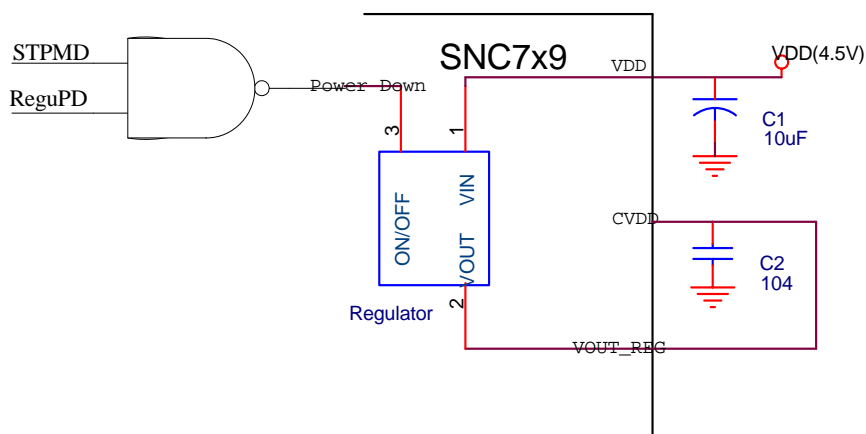 STPMD
ReguPD
Power Down
SNC7x9
VDD
VDD(4.5V)
3
1
C1
10uF
ON/OFF
VIN
VOUT
CVDD
C2
104
2
Regulator
VOUT_REG